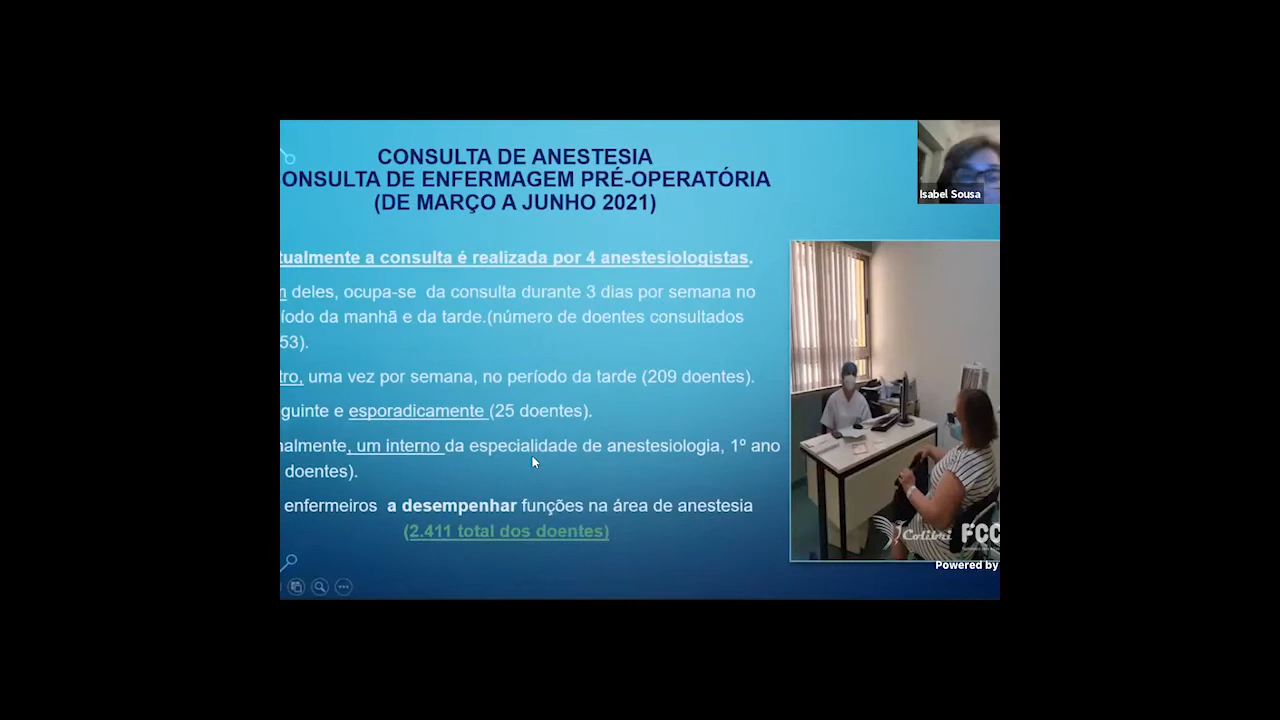 CONSULTA DE ANESTESIA
ONSULTA DE ENFERMAGEM PRÉ-OPERATÓRIA
(DE MARÇO A JUNHO 2021)
Isabel Sousa
tualmente a consulta é realizada por 4 anestesiologistas.
deles, ocupa-se da consulta durante 3 dias por semana no
íodo da manhã e da tarde.(número de doentes consultados
53).
tro, uma vez por semana, no período da tarde (209 doentes).
guinte e esporadicamente (25 doentes).
nalmente, um interno da especialidade de anestesiologia, 1º ano
doentes).
enfermeiros a desempenhar funções na área de anestesia
(2.411 total dos doentes)
Colibri FCC
Powered by